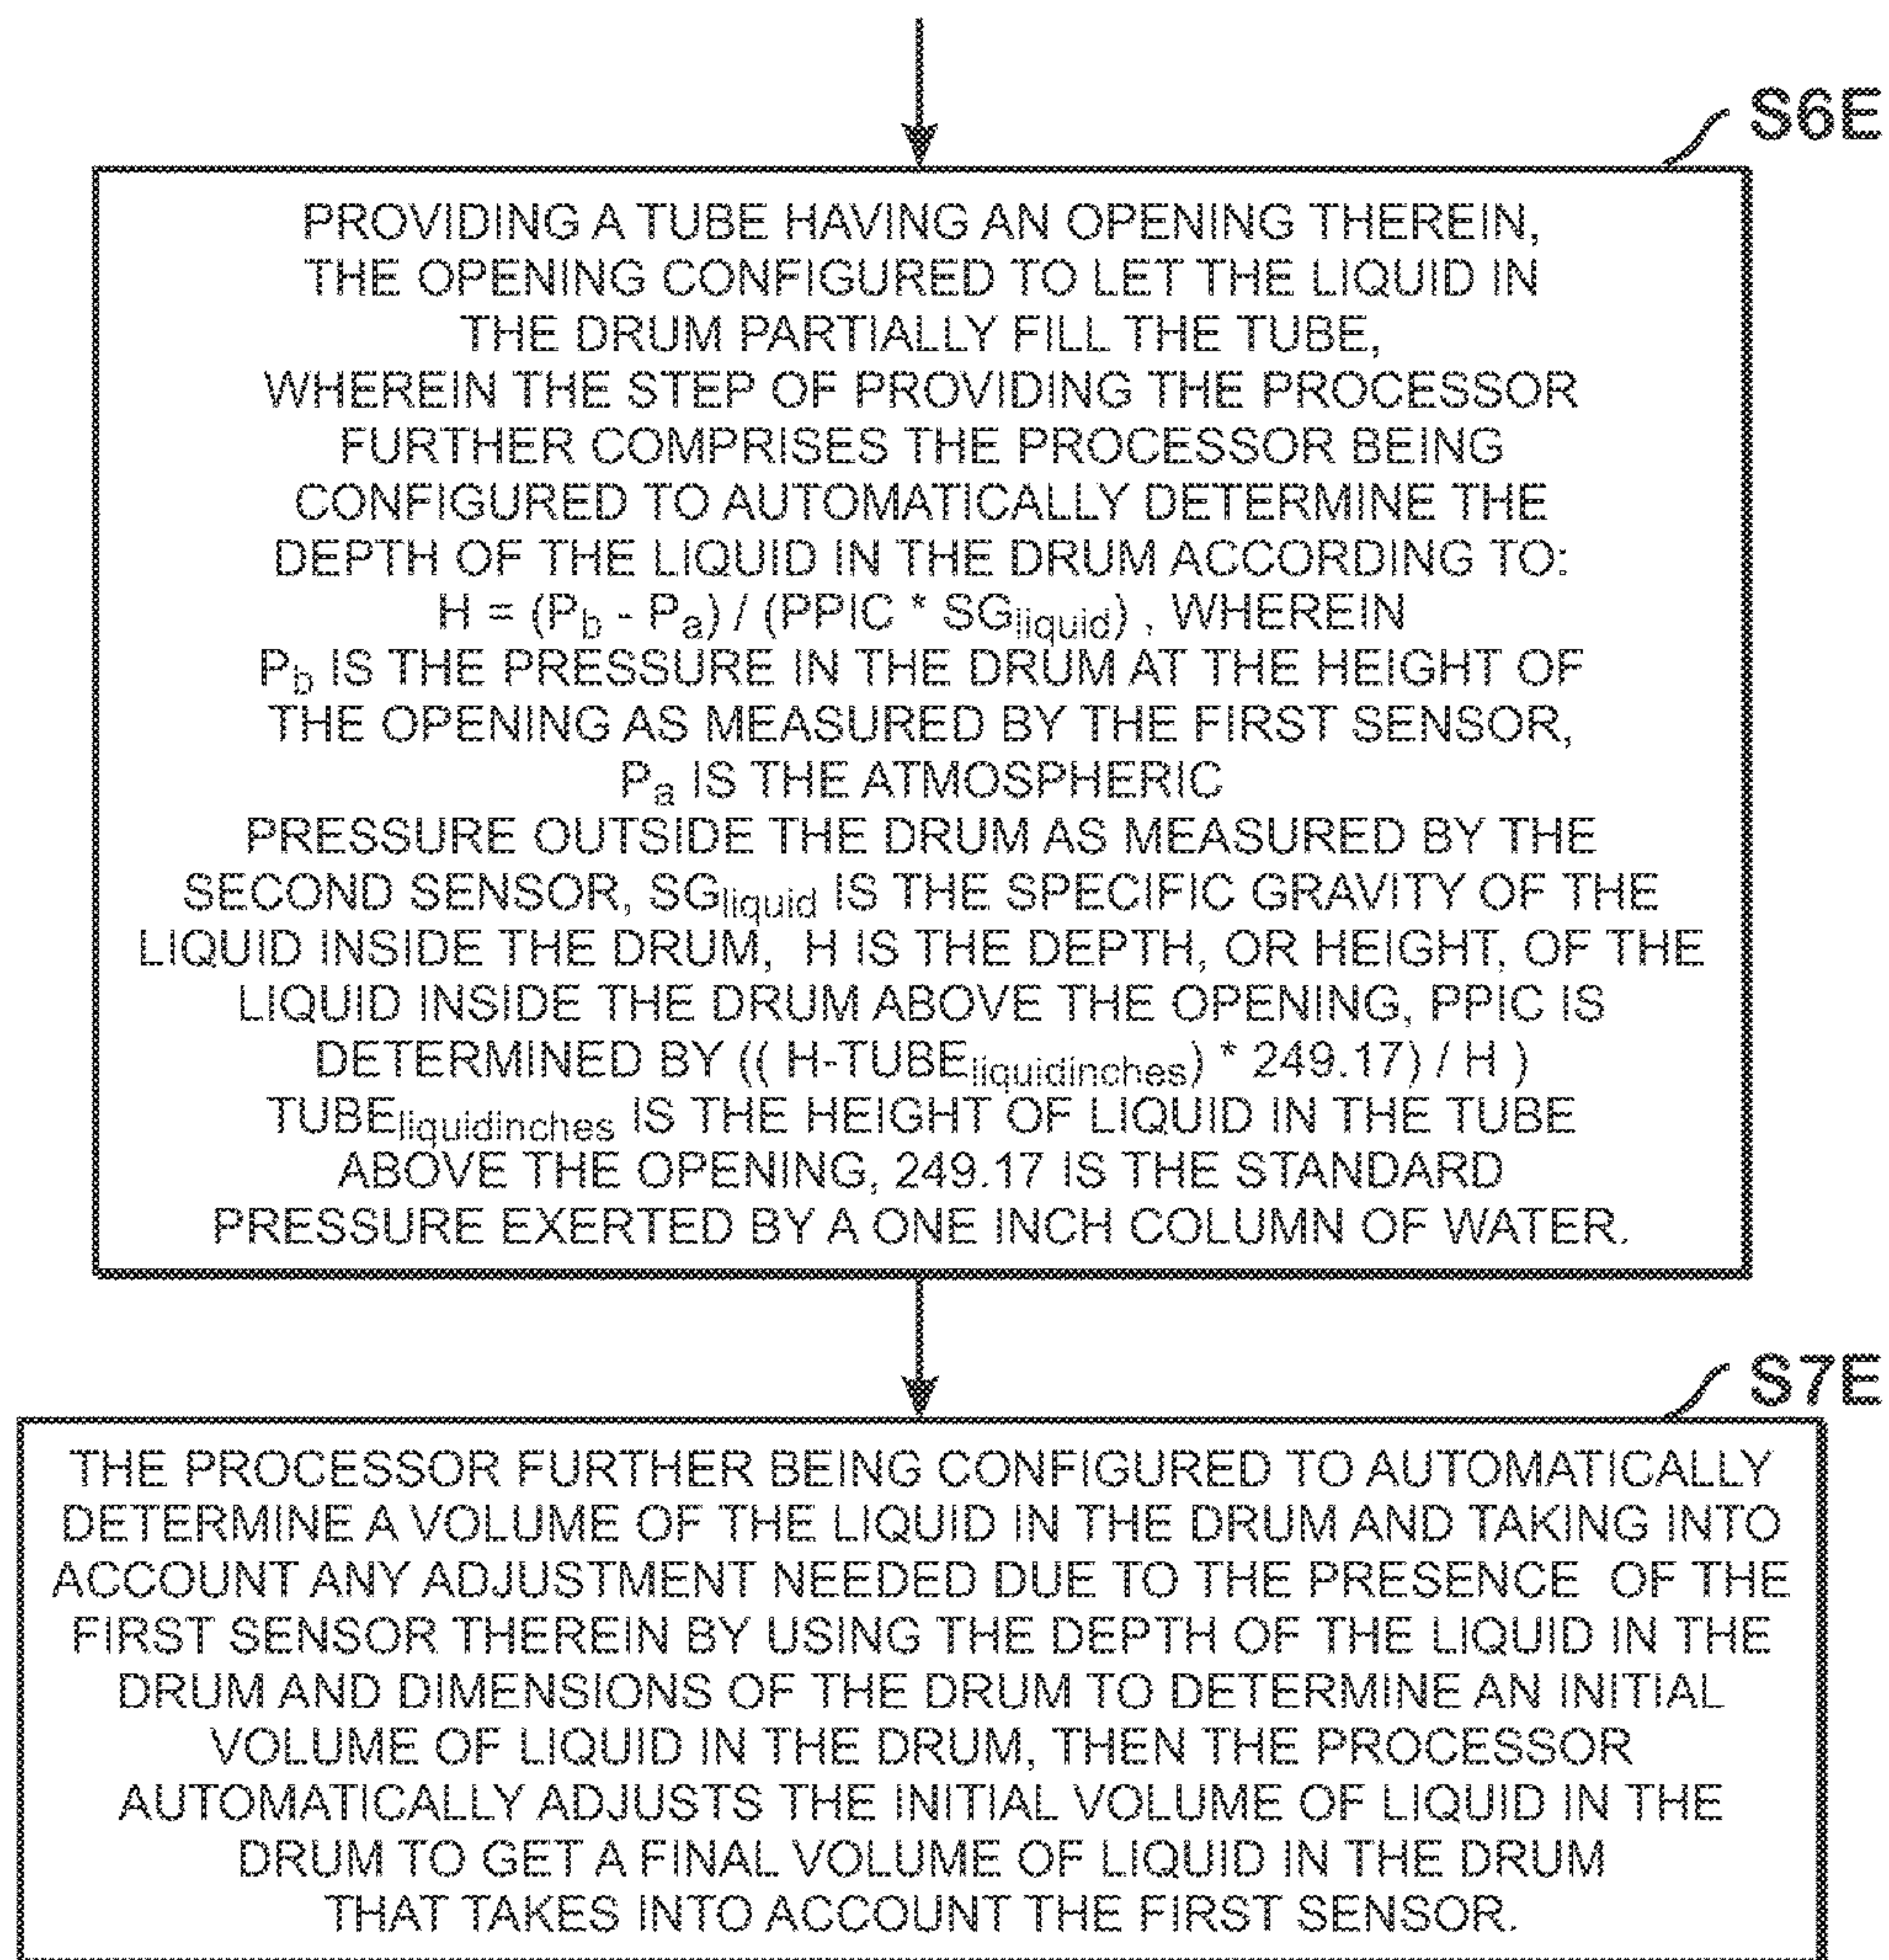 S6E
PROVIDING A TUBE HAVING AN OPENING THEREIN,
THE OPENING CONFIGURED TO LET THE LIQUID IN
THE DRUM PARTIALLY FILL THE TUBE,
WHEREIN THE STEP OF PROVIDING THE PROCESSOR
FURTHER COMPRISES THE PROCESSOR BEING
CONFIGURED TO AUTOMATICALLY DETERMINE THE
DEPTH OF THE LIQUID IN THE DRUM ACCORDING TO:
H = (P_b - P_a) / (PPIC * SG_liquid) , WHEREIN
P_b IS THE PRESSURE IN THE DRUM AT THE HEIGHT OF
THE OPENING AS MEASURED BY THE FIRST SENSOR,
P_a IS THE ATMOSPHERIC
PRESSURE OUTSIDE THE DRUM AS MEASURED BY THE
SECOND SENSOR, SG_liquid IS THE SPECIFIC GRAVITY OF THE
LIQUID INSIDE THE DRUM, H IS THE DEPTH, OR HEIGHT, OF THE
LIQUID INSIDE THE DRUM ABOVE THE OPENING, PPIC IS
DETERMINED BY (( H-TUBE_liquidinches) * 249.17) / H )
TUBE_liquidinches IS THE HEIGHT OF LIQUID IN THE TUBE
ABOVE THE OPENING, 249.17 IS THE STANDARD
PRESSURE EXERTED BY A ONE INCH COLUMN OF WATER.
S7E
THE PROCESSOR FURTHER BEING CONFIGURED TO AUTOMATICALLY
DETERMINE A VOLUME OF THE LIQUID IN THE DRUM AND TAKING INTO
ACCOUNT ANY ADJUSTMENT NEEDED DUE TO THE PRESENCE OF THE
FIRST SENSOR THEREIN BY USING THE DEPTH OF THE LIQUID IN THE
DRUM AND DIMENSIONS OF THE DRUM TO DETERMINE AN INITIAL
VOLUME OF LIQUID IN THE DRUM, THEN THE PROCESSOR
AUTOMATICALLY ADJUSTS THE INITIAL VOLUME OF LIQUID IN THE
DRUM TO GET A FINAL VOLUME OF LIQUID IN THE DRUM
THAT TAKES INTO ACCOUNT THE FIRST SENSOR.